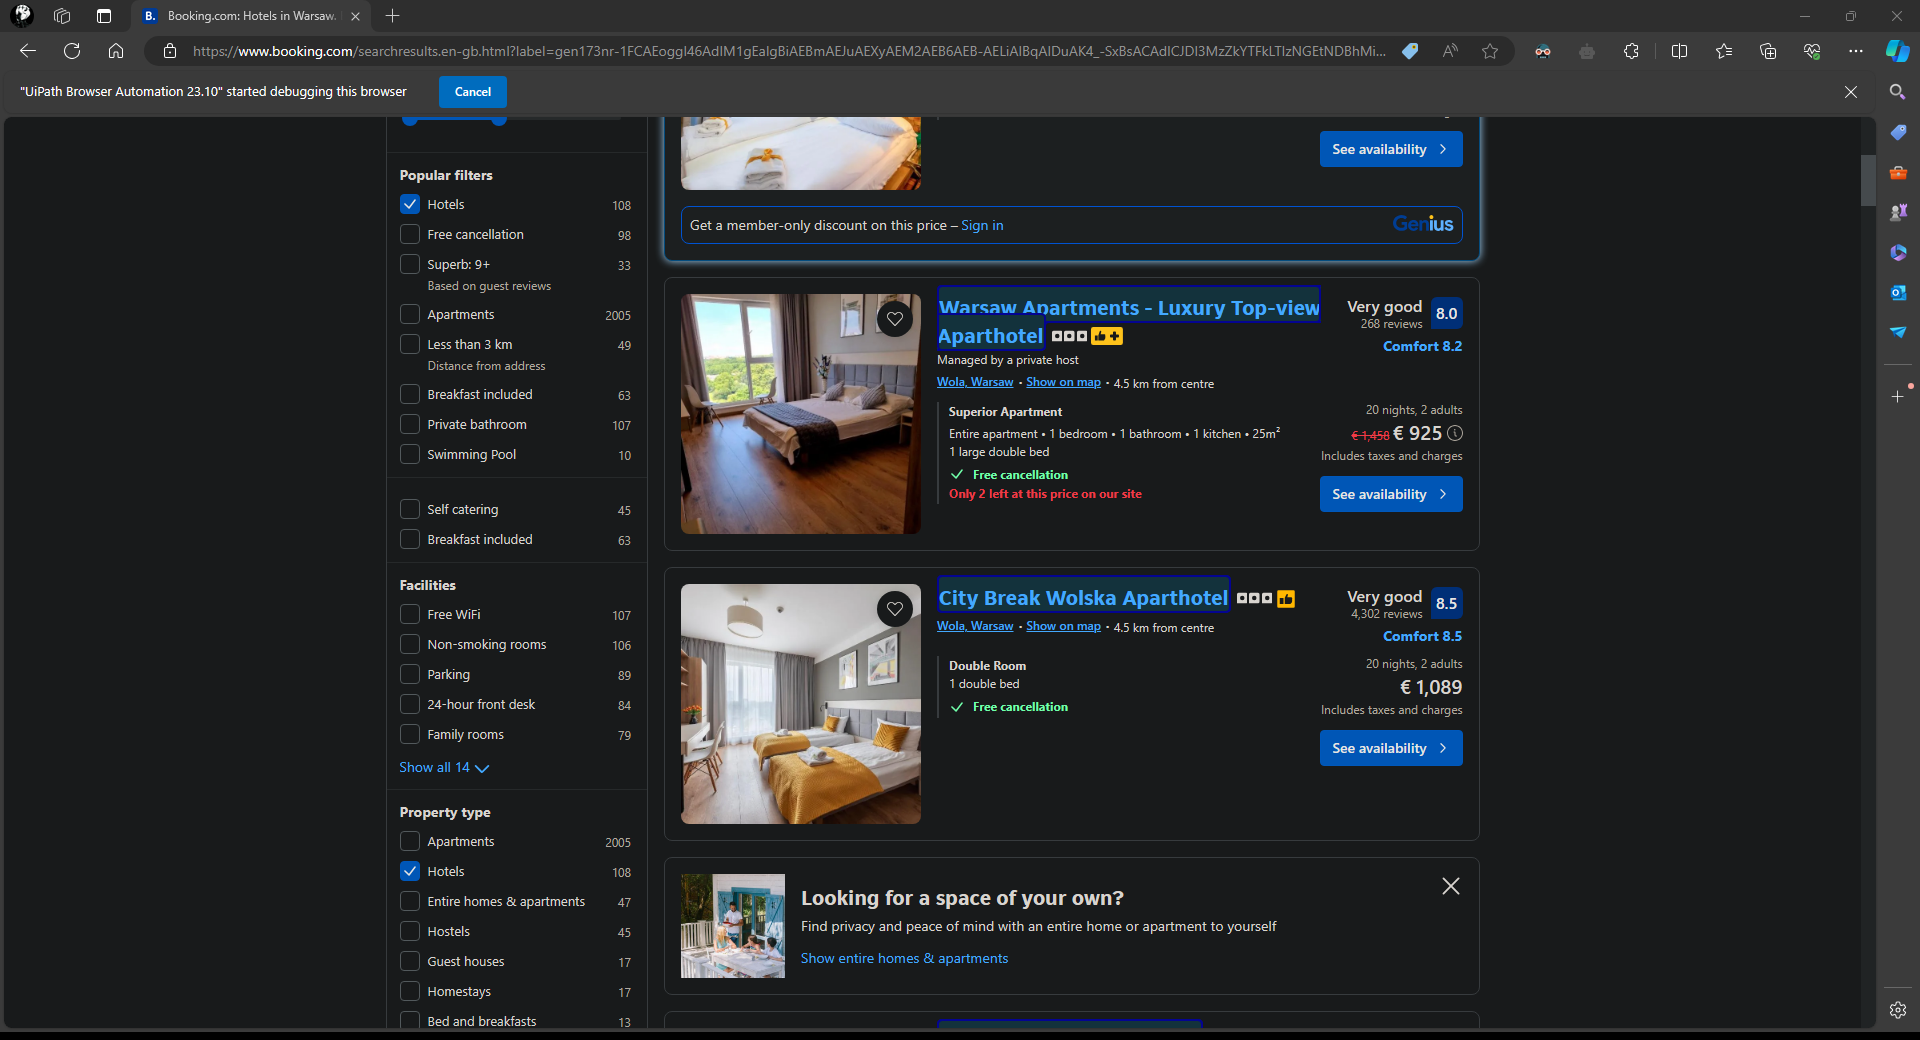 B. Booking.com: Hotels in Warsaw.
https://www.booking.com/searchresults.en-gb.html?label=gen173nr-1FCAEoggI46AdIM1gEaIgBiAEBmAEJuAEXyAEM2AEB6AEB-AELiAIBqAIDuAK4_-SxBsACAdICJDI3MzZkYTFkLTIzNGEtNDBhMi...
"UiPath Browser Automation 23.10" started debugging this browser
Cancel
Popular filters
Hotels 108
Free cancellation 98
Superb: 9+ 33
Based on guest reviews
Apartments 2005
Less than 3 km 49
Distance from address
Breakfast included 63
Private bathroom 107
Swimming Pool 10
Self catering 45
Breakfast included 63
Facilities
Free WiFi 107
Non-smoking rooms 106
Parking 89
24-hour front desk 84
Family rooms 79
Show all 14
Property type
Apartments 2005
Hotels 108
Entire homes & apartments 47
Hostels 45
Guest houses 17
Homestays 17
Bed and breakfasts 13
See availability
Get a member-only discount on this price – Sign in
Genius
Warsaw Apartments - Luxury Top-view
Aparthotel
Managed by a private host
Wola, Warsaw • Show on map • 4.5 km from centre
Very good 8.0
268 reviews
Comfort 8.2
Superior Apartment
Entire apartment • 1 bedroom • 1 bathroom • 1 kitchen • 25m²
1 large double bed
Free cancellation
Only 2 left at this price on our site
20 nights, 2 adults
€ 1,458 € 925
Includes taxes and charges
See availability
City Break Wolska Aparthotel
Wola, Warsaw • Show on map • 4.5 km from centre
Very good 8.5
4,302 reviews
Comfort 8.5
Double Room
1 double bed
Free cancellation
20 nights, 2 adults
€ 1,089
Includes taxes and charges
See availability
Looking for a space of your own?
Find privacy and peace of mind with an entire home or apartment to yourself
Show entire homes & apartments